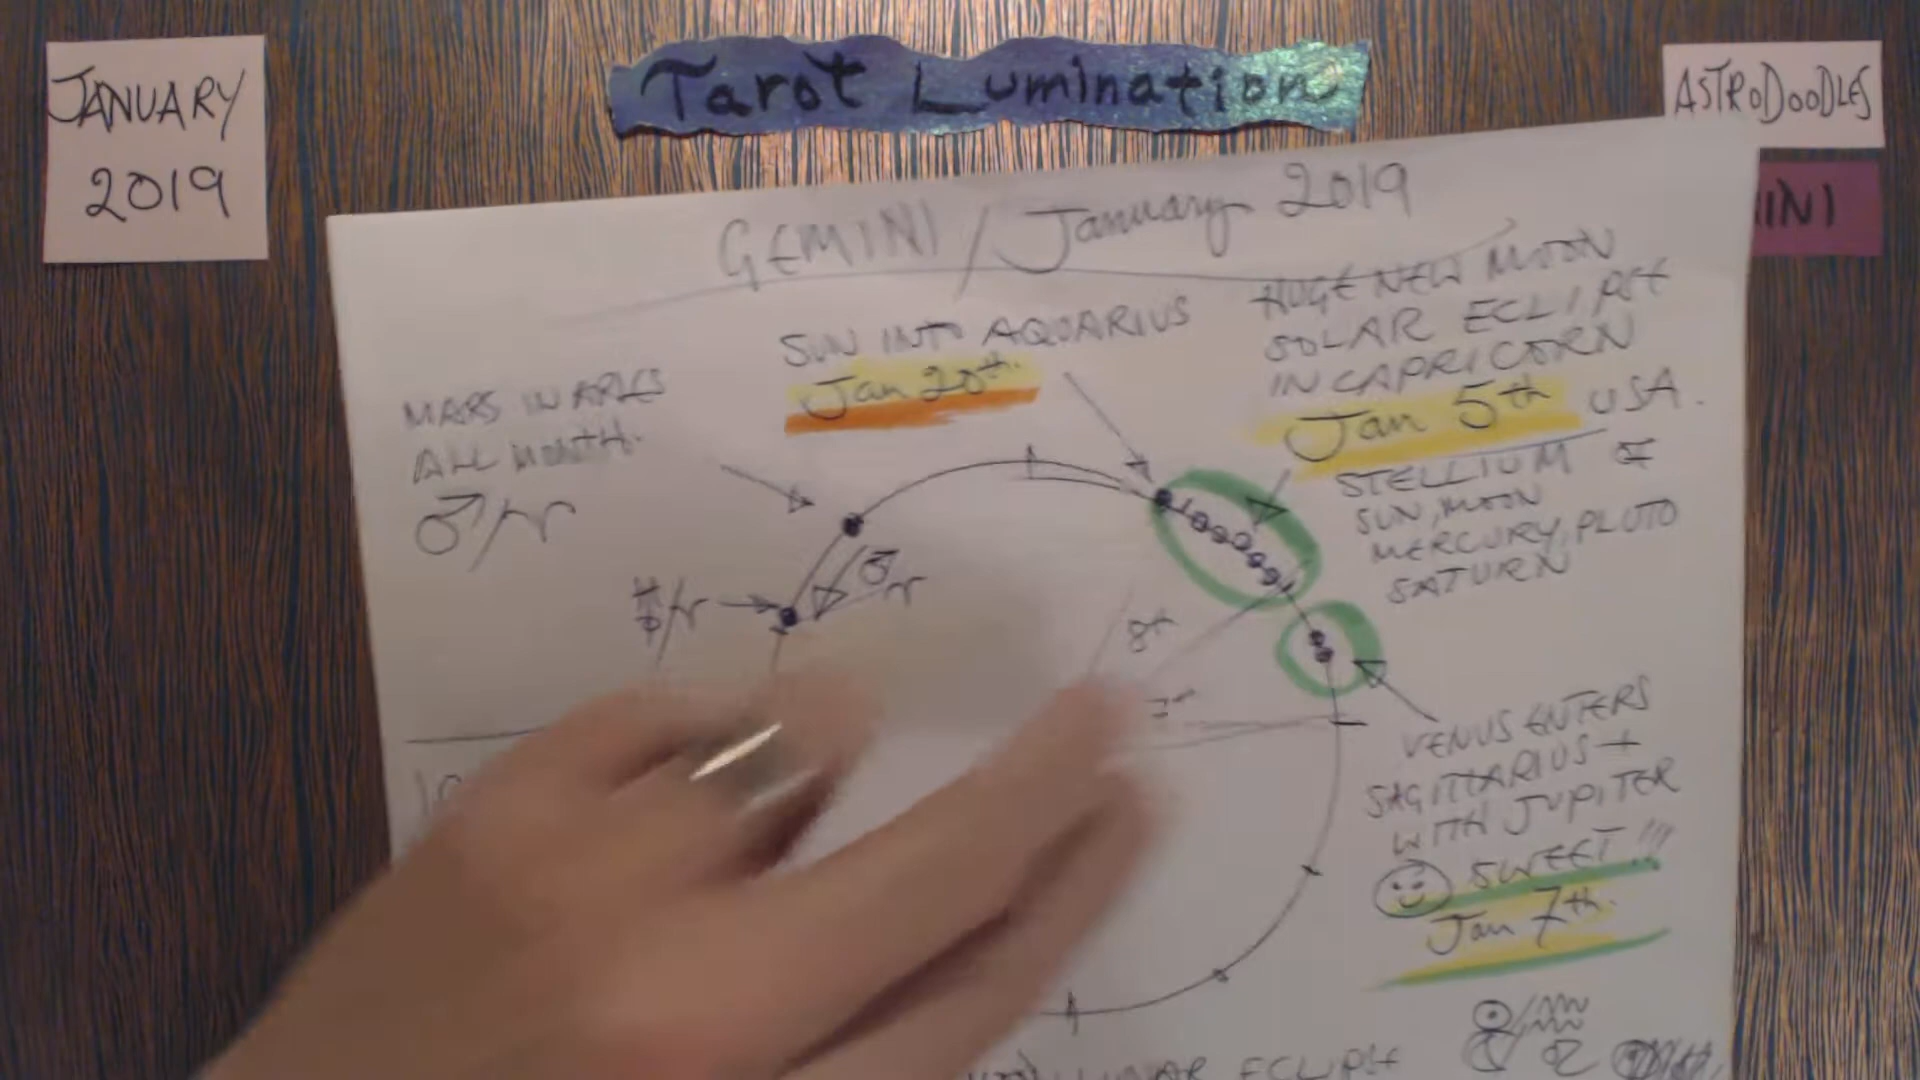 JANUARY
2019
Tarot Lumination
ASTRODOODLES
INI
GEMINI / January 2019
SUN INTO AQUARIUS
Jan 20th.
HUGE NEW MOON
SOLAR ECLIPSE
IN CAPRICORN
Jan 5th USA.
STELLIUM OF
SUN, MOON
MERCURY, PLUTO
SATURN
MARS IN ARIES
ALL MONTH.
♂/♈
♂
♈
8th
VENUS ENTERS
SAGITTARIUS +
WITH JUPITER
SWEET!!!
Jan 7th.
LUNAR ECLIPSE